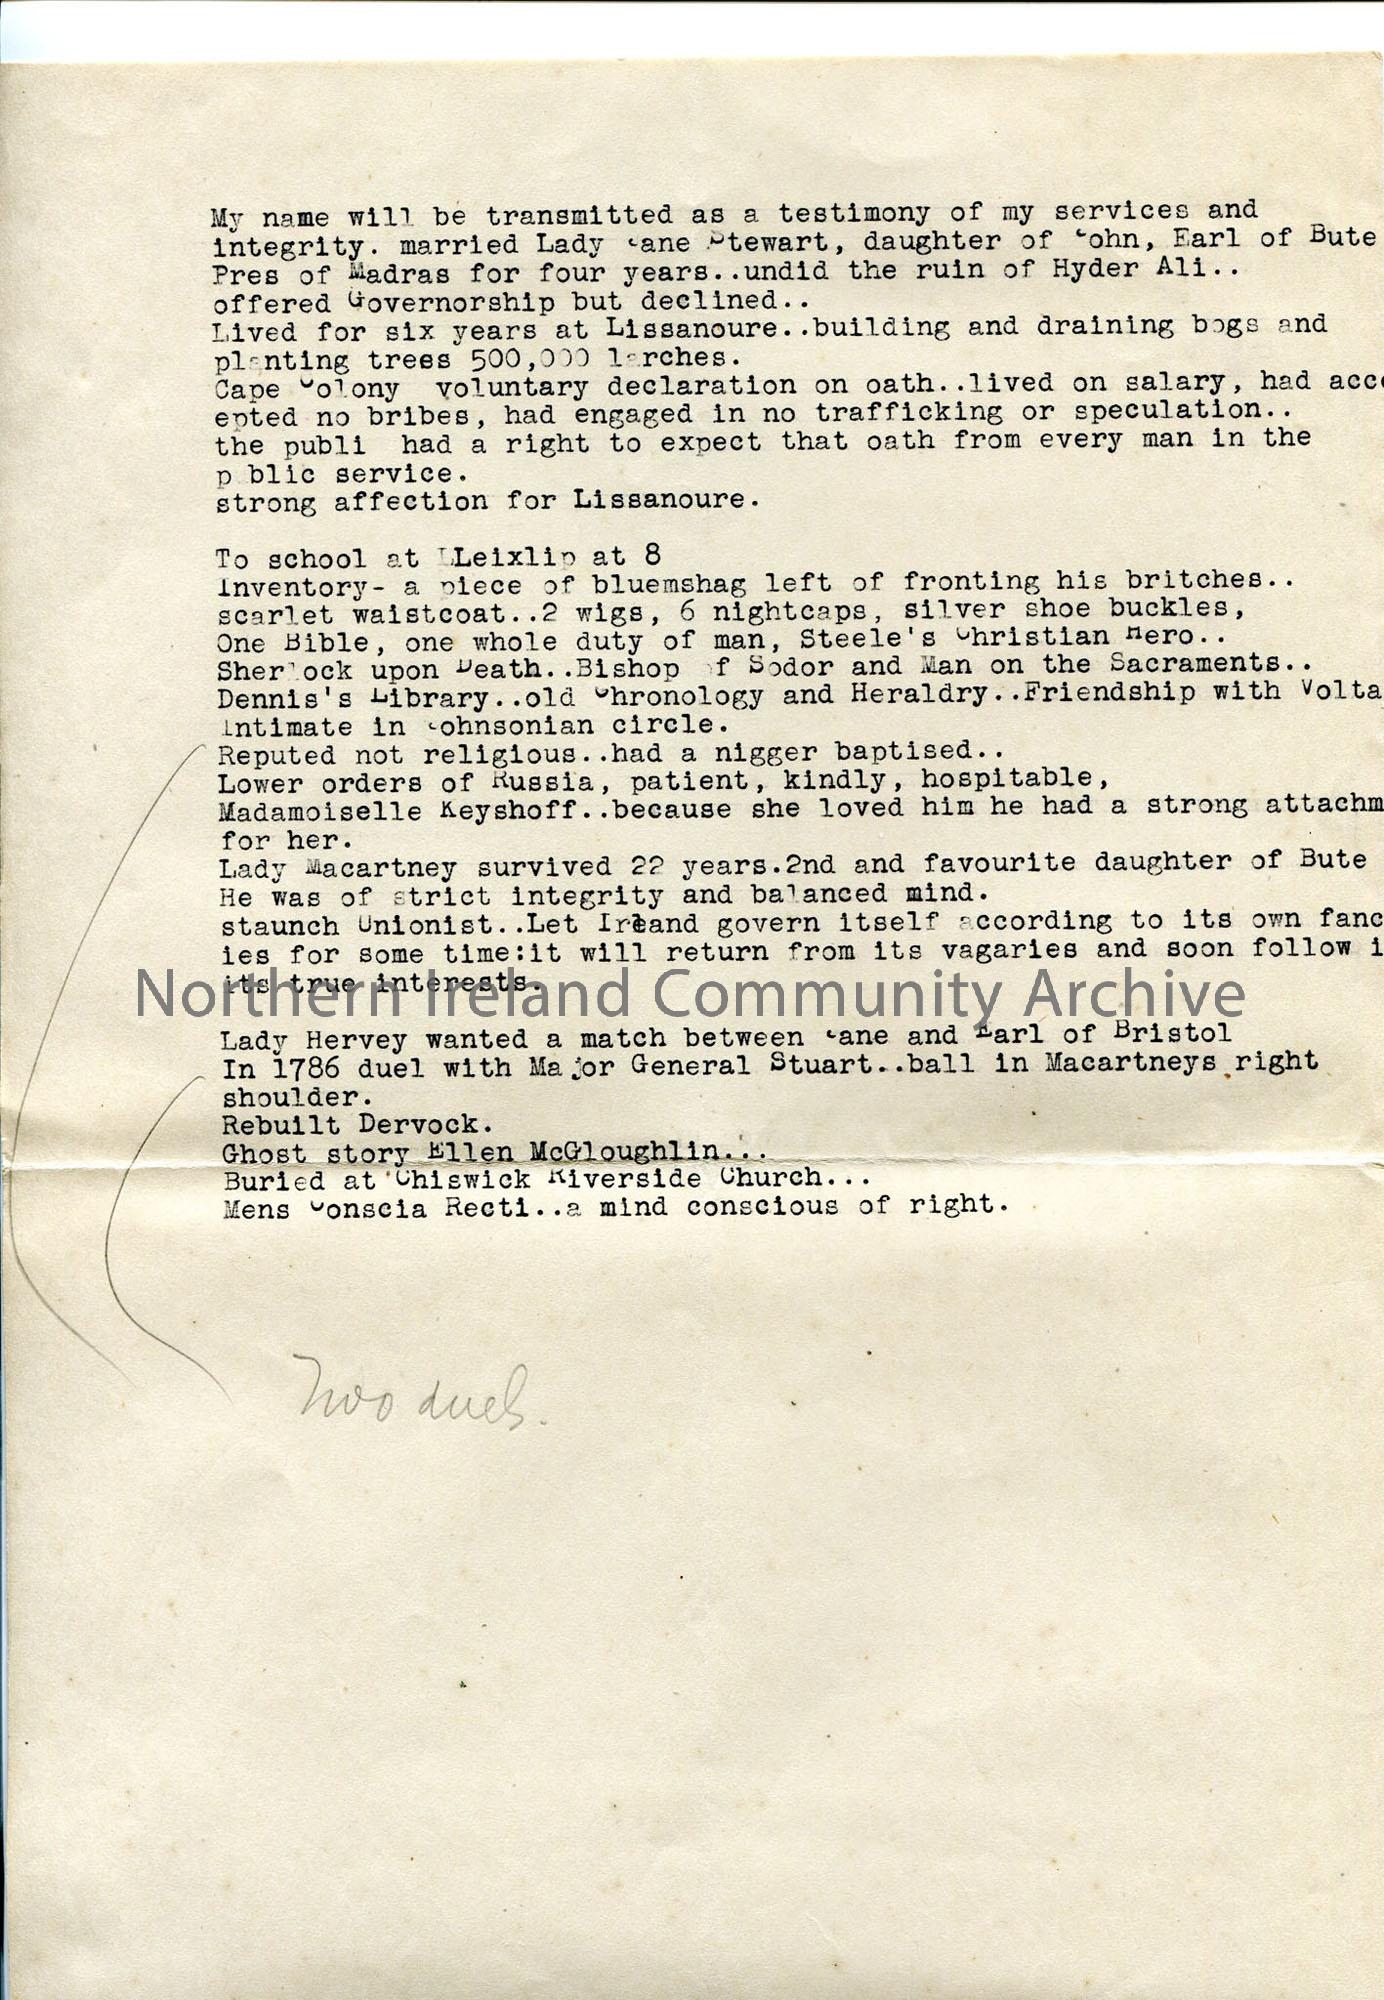 My name will be transmitted as a testimony of my services and
integrity. married Lady Jane Stewart, daughter of John, Earl of Bute
Pres of Madras for four years..undid the ruin of Hyder Ali..
offered Governorship but declined..
Lived for six years at Lissanoure..building and draining bogs and
planting trees 500,000 larches.
Cape Colony voluntary declaration on oath..lived on salary, had acc
epted no bribes, had engaged in no trafficking or speculation..
the publi had a right to expect that oath from every man in the
p blic service.
strong affection for Lissanoure.
To school at LLeixlip at 8
Inventory- a piece of bluemshag left of fronting his britches..
scarlet waistcoat..2 wigs, 6 nightcaps, silver shoe buckles,
One Bible, one whole duty of man, Steele's Christian Hero..
Sherlock upon Death..Bishop of Sodor and Man on the Sacraments..
Dennis's Library..old Chronology and Heraldry..Friendship with Volta
Intimate in Johnsonian circle.
Reputed not religious..had a nigger baptised..
Lower orders of Russia, patient, kindly, hospitable,
Madamoiselle Keyshoff..because she loved him he had a strong attachm
for her.
Lady Macartney survived 22 years.2nd and favourite daughter of Bute
He was of strict integrity and balanced mind.
staunch Unionist..Let Ireand govern itself according to its own fanc
ies for some time:it will return from its vagaries and soon follow i
its true interests.
Northern Ireland Community Archive
Lady Hervey wanted a match between Jane and Earl of Bristol
In 1786 duel with Major General Stuart..ball in Macartneys right
shoulder.
Rebuilt Dervock.
Ghost story Ellen McGloughlin...
Buried at Chiswick Riverside Church...
Mens Conscia Recti..a mind conscious of right.
Two duels.